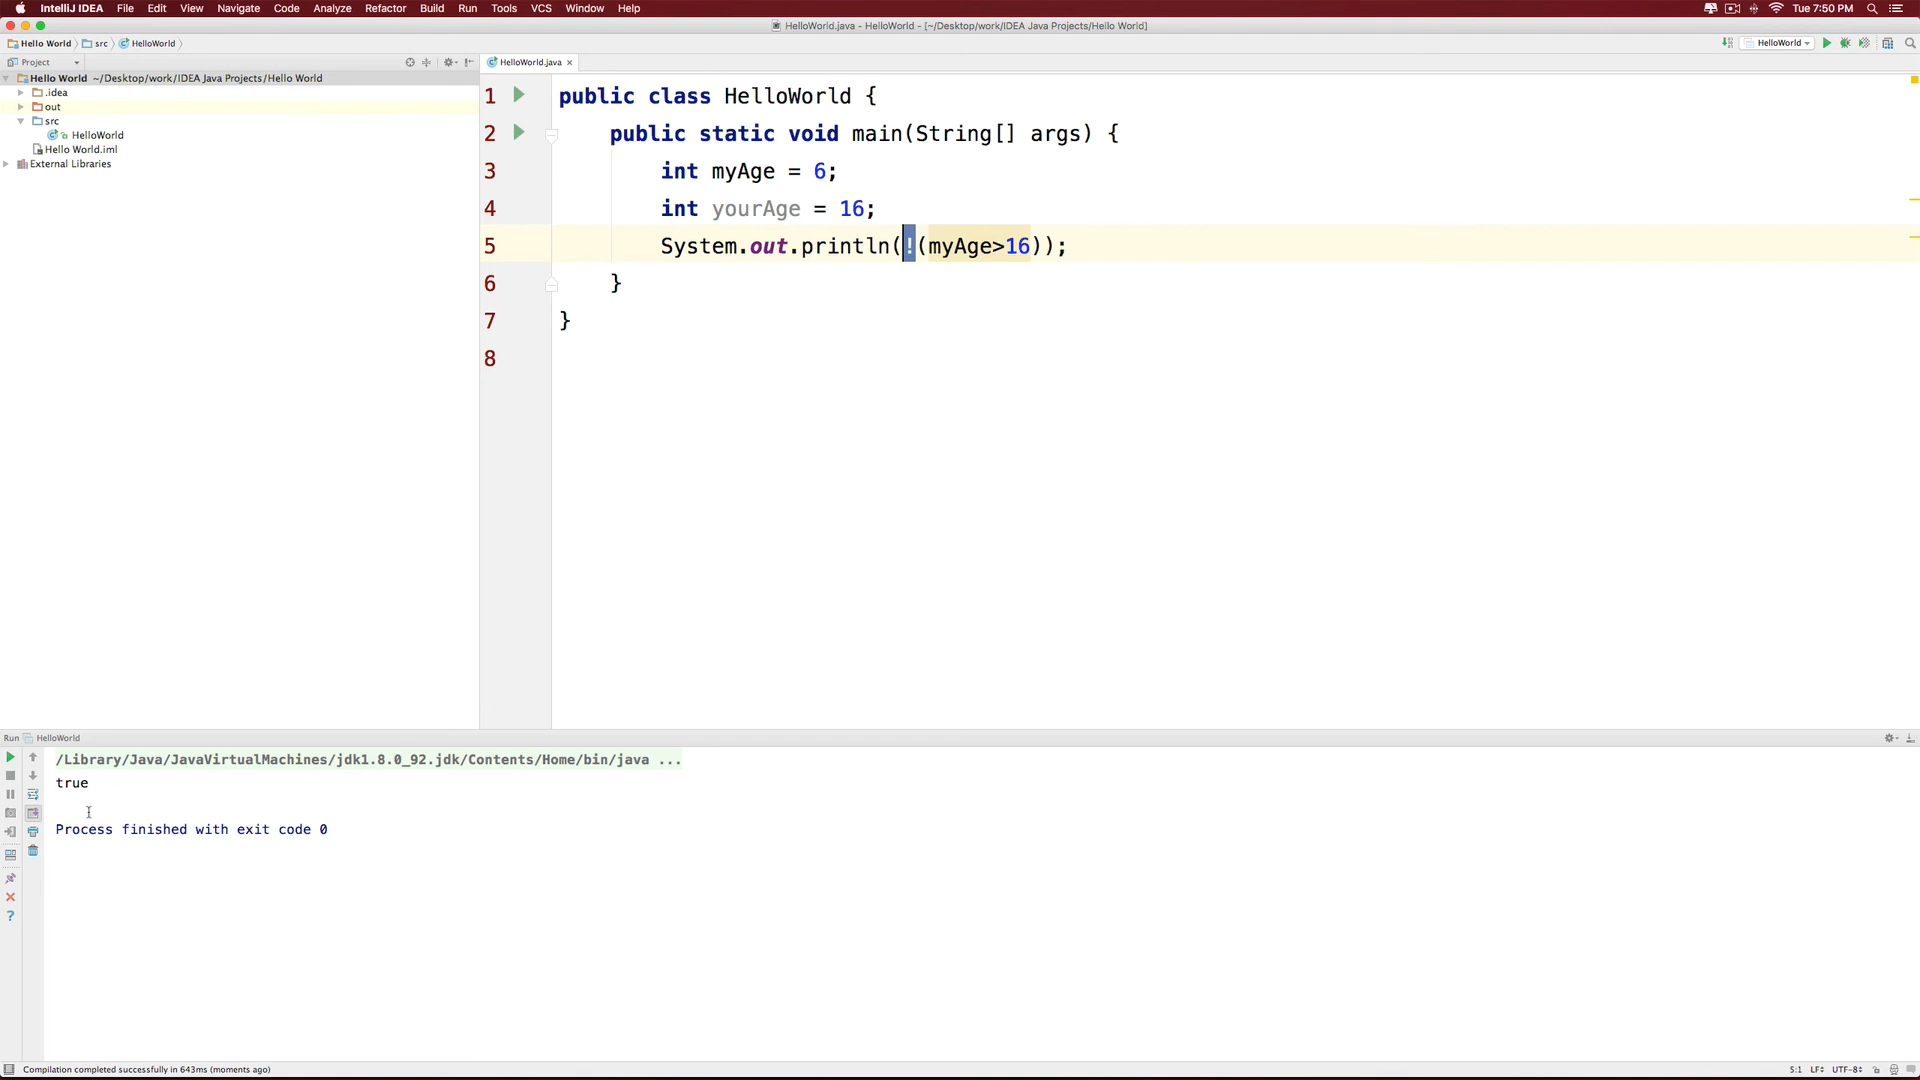 IntelliJ IDEA File Edit View Navigate Code Analyze Refactor Build Run Tools VCS Window Help Tue 7:50 PM
HelloWorld.java - HelloWorld - [~/Desktop/work/IDEA Java Projects/Hello World]
Hello World src HelloWorld HelloWorld
Project HelloWorld.java
Hello World ~/Desktop/work/IDEA Java Projects/Hello World
.idea
out
src
HelloWorld
Hello World.iml
External Libraries
1 public class HelloWorld {
2 public static void main(String[] args) {
3 int myAge = 6;
4 int yourAge = 16;
5 System.out.println(!(myAge>16));
6 }
7 }
8
Run HelloWorld
/Library/Java/JavaVirtualMachines/jdk1.8.0_92.jdk/Contents/Home/bin/java ...
true
Process finished with exit code 0
Compilation completed successfully in 643ms (moments ago) 5:1 LF UTF-8